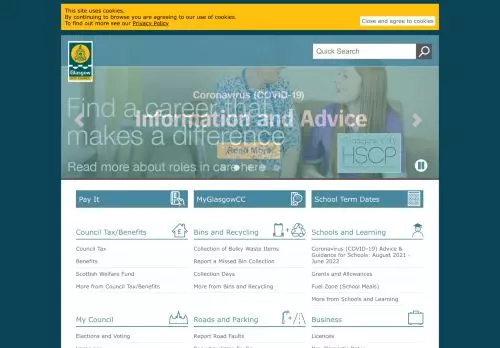 This site uses cookies.
By continuing to browse you are agreeing to our use of cookies.
To find out more see our Privacy Policy
Close and agree to cookies
Glasgow
Quick Search
Coronavirus (COVID-19)
Find a career that
Information and Advice
makes a difference
Read More
Read more about roles in care here
Glasgow City
HSCP
Pay It
MyGlasgowCC
School Term Dates
Council Tax/Benefits
Bins and Recycling
Schools and Learning
Council Tax
Collection of Bulky Waste Items
Coronavirus (COVID-19) Advice &
Guidance for Schools: August 2021 -
June 2022
Benefits
Report a Missed Bin Collection
Scottish Welfare Fund
Collection Days
Grants and Allowances
More from Council Tax/Benefits
More from Bins and Recycling
Fuel Zone (School Meals)
More from Schools and Learning
My Council
Roads and Parking
Business
Elections and Voting
Report Road Faults
Licences